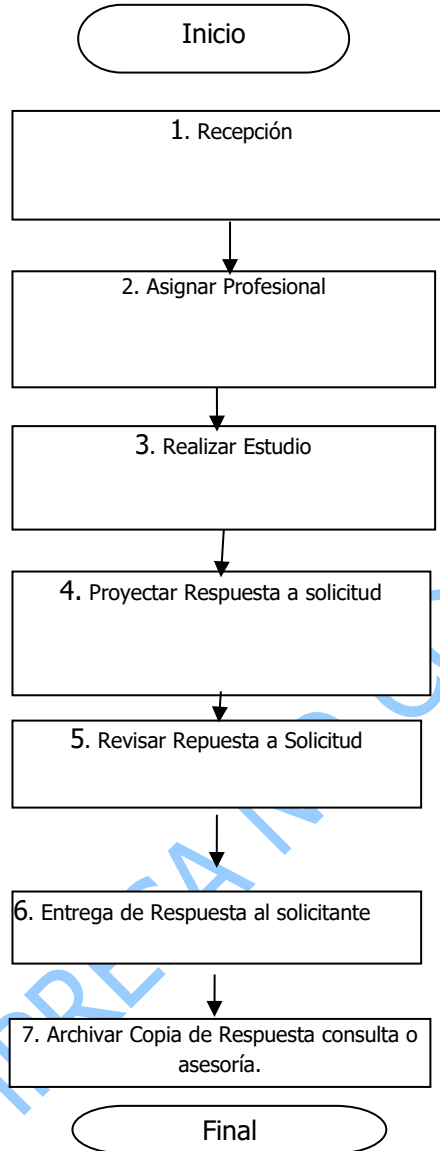 Inicio
1. Recepción
2. Asignar Profesional
3. Realizar Estudio
4. Proyectar Respuesta a solicitud
5. Revisar Repuesta a Solicitud
6. Entrega de Respuesta al solicitante
7. Archivar Copia de Respuesta consulta o
asesoría.
Final